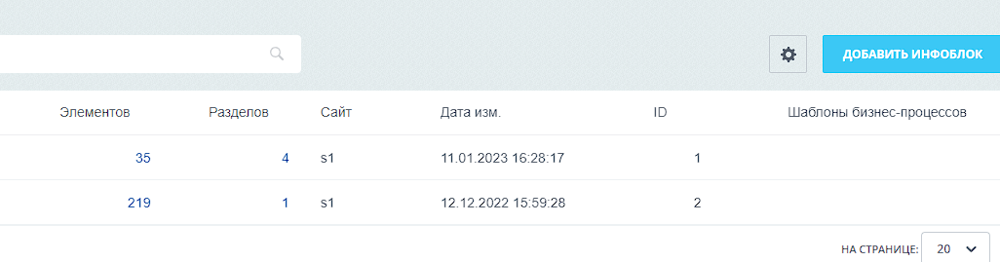 ДОБАВИТЬ ИНФОБЛОК
Элементов Разделов Сайт Дата изм. ID Шаблоны бизнес-процессов
35 4 s1 11.01.2023 16:28:17 1
219 1 s1 12.12.2022 15:59:28 2
НА СТРАНИЦЕ: 20